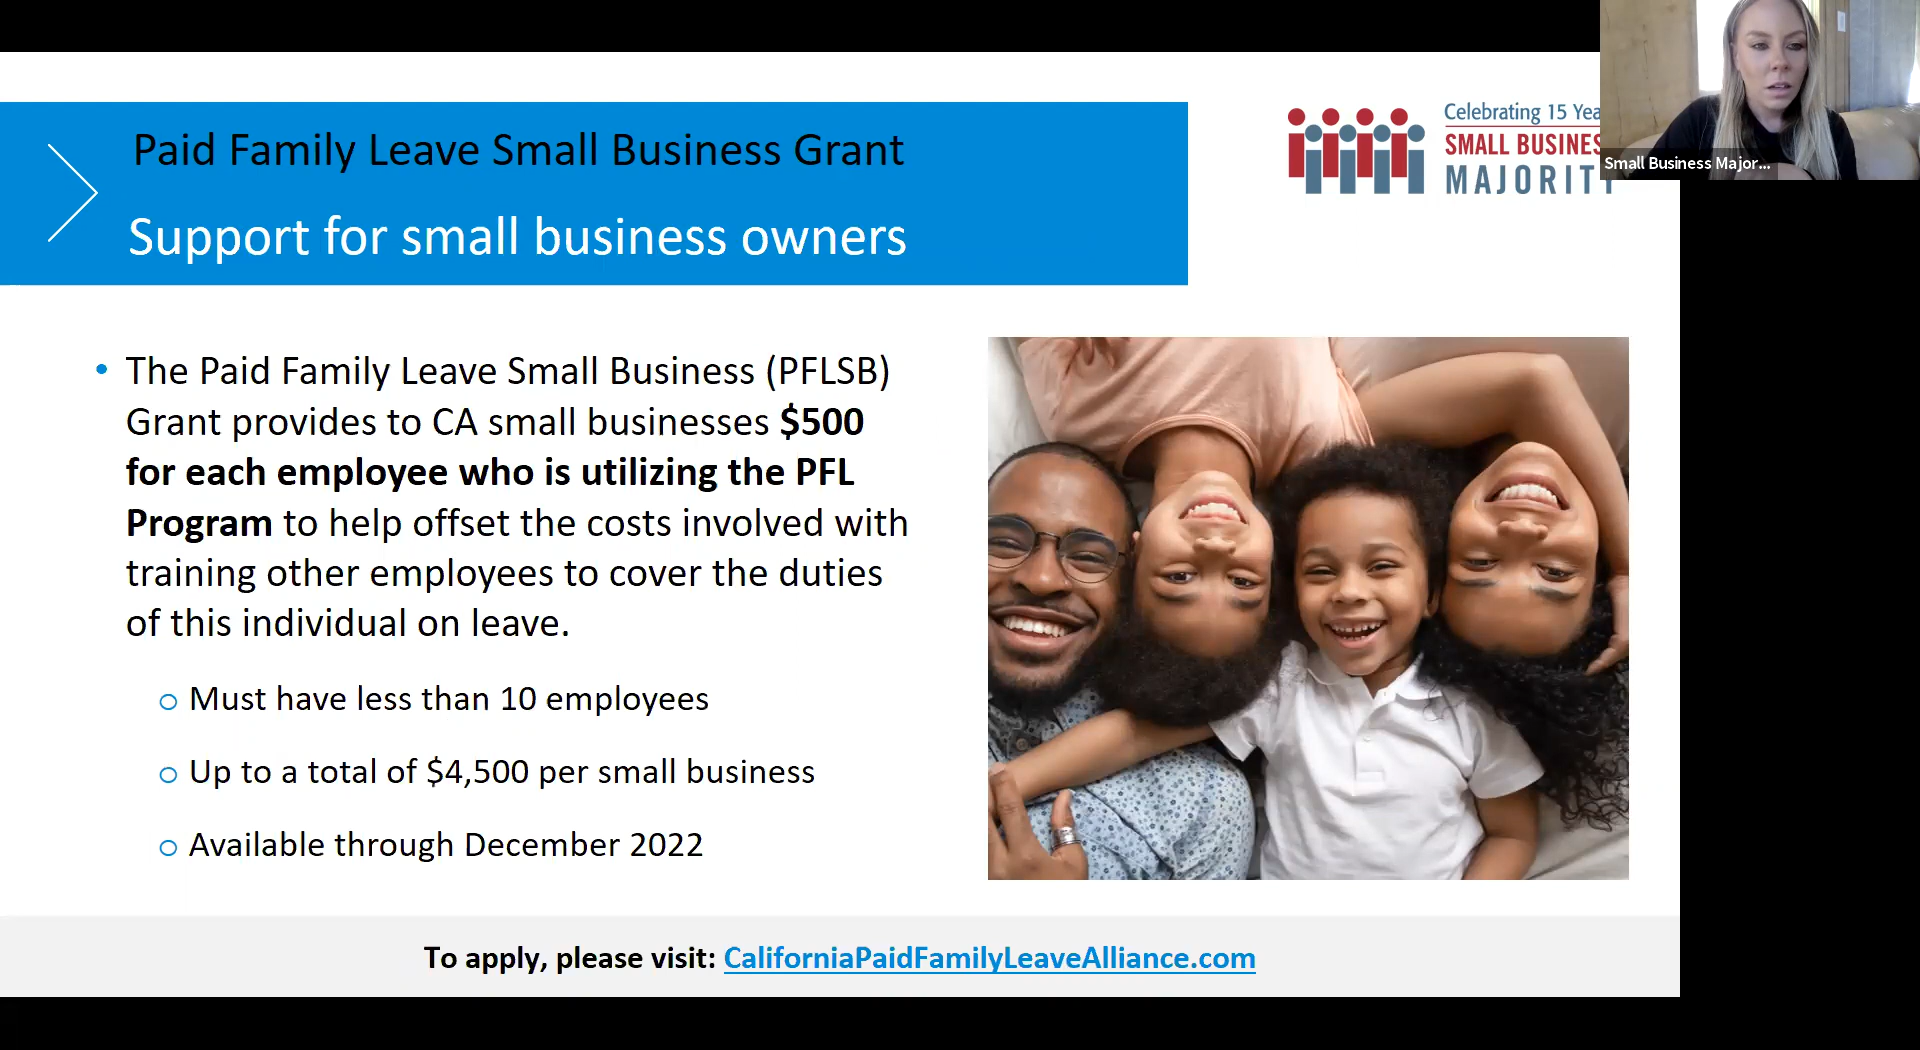 Paid Family Leave Small Business Grant
Support for small business owners
Celebrating 15 Yea
SMALL BUSINES
MAJORITY
Small Business Major...
• The Paid Family Leave Small Business (PFLSB)
Grant provides to CA small businesses $500
for each employee who is utilizing the PFL
Program to help offset the costs involved with
training other employees to cover the duties
of this individual on leave.
o Must have less than 10 employees
o Up to a total of $4,500 per small business
o Available through December 2022
To apply, please visit: CaliforniaPaidFamilyLeaveAlliance.com